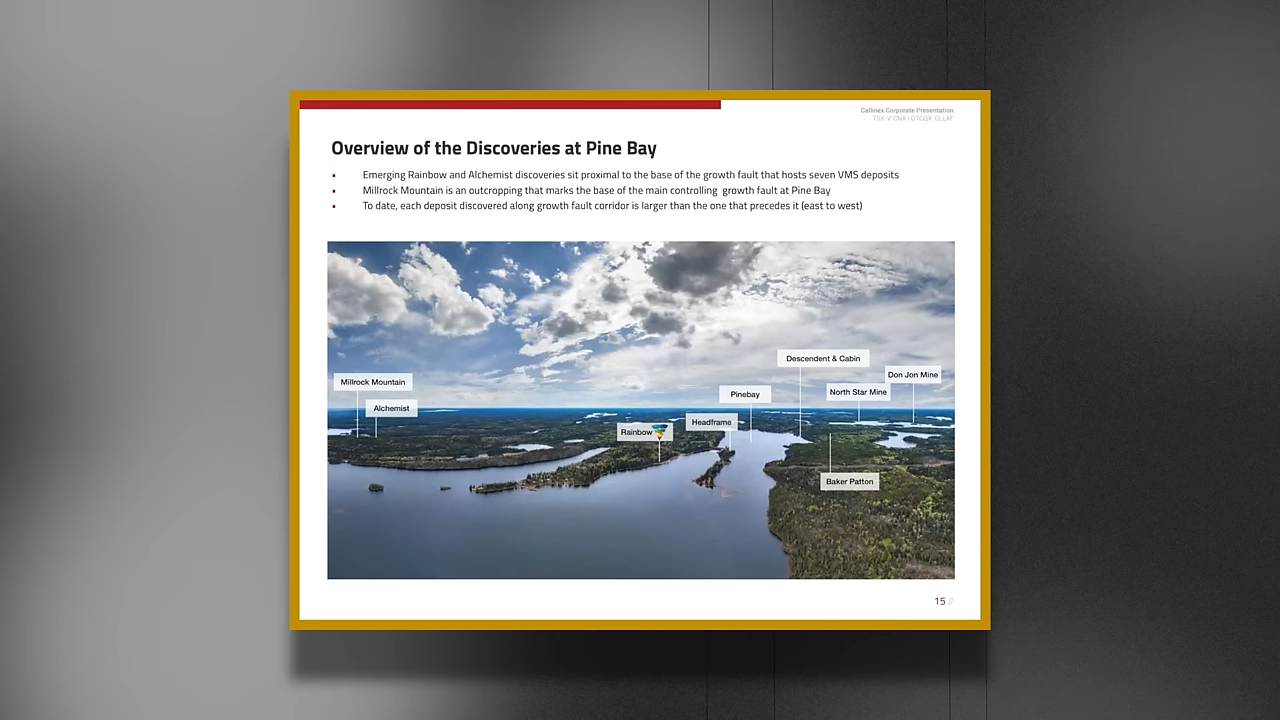 Callinex Corporate Presentation
TSX-V: CNX | OTCQX: CLLXF
Overview of the Discoveries at Pine Bay
▪ Emerging Rainbow and Alchemist discoveries sit proximal to the base of the growth fault that hosts seven VMS deposits
▪ Millrock Mountain is an outcropping that marks the base of the main controlling growth fault at Pine Bay
▪ To date, each deposit discovered along growth fault corridor is larger than the one that precedes it (east to west)
Descendent & Cabin
Don Jon Mine
Millrock Mountain
North Star Mine
Pinebay
Alchemist
Headframe
Rainbow
Baker Patton
15 //